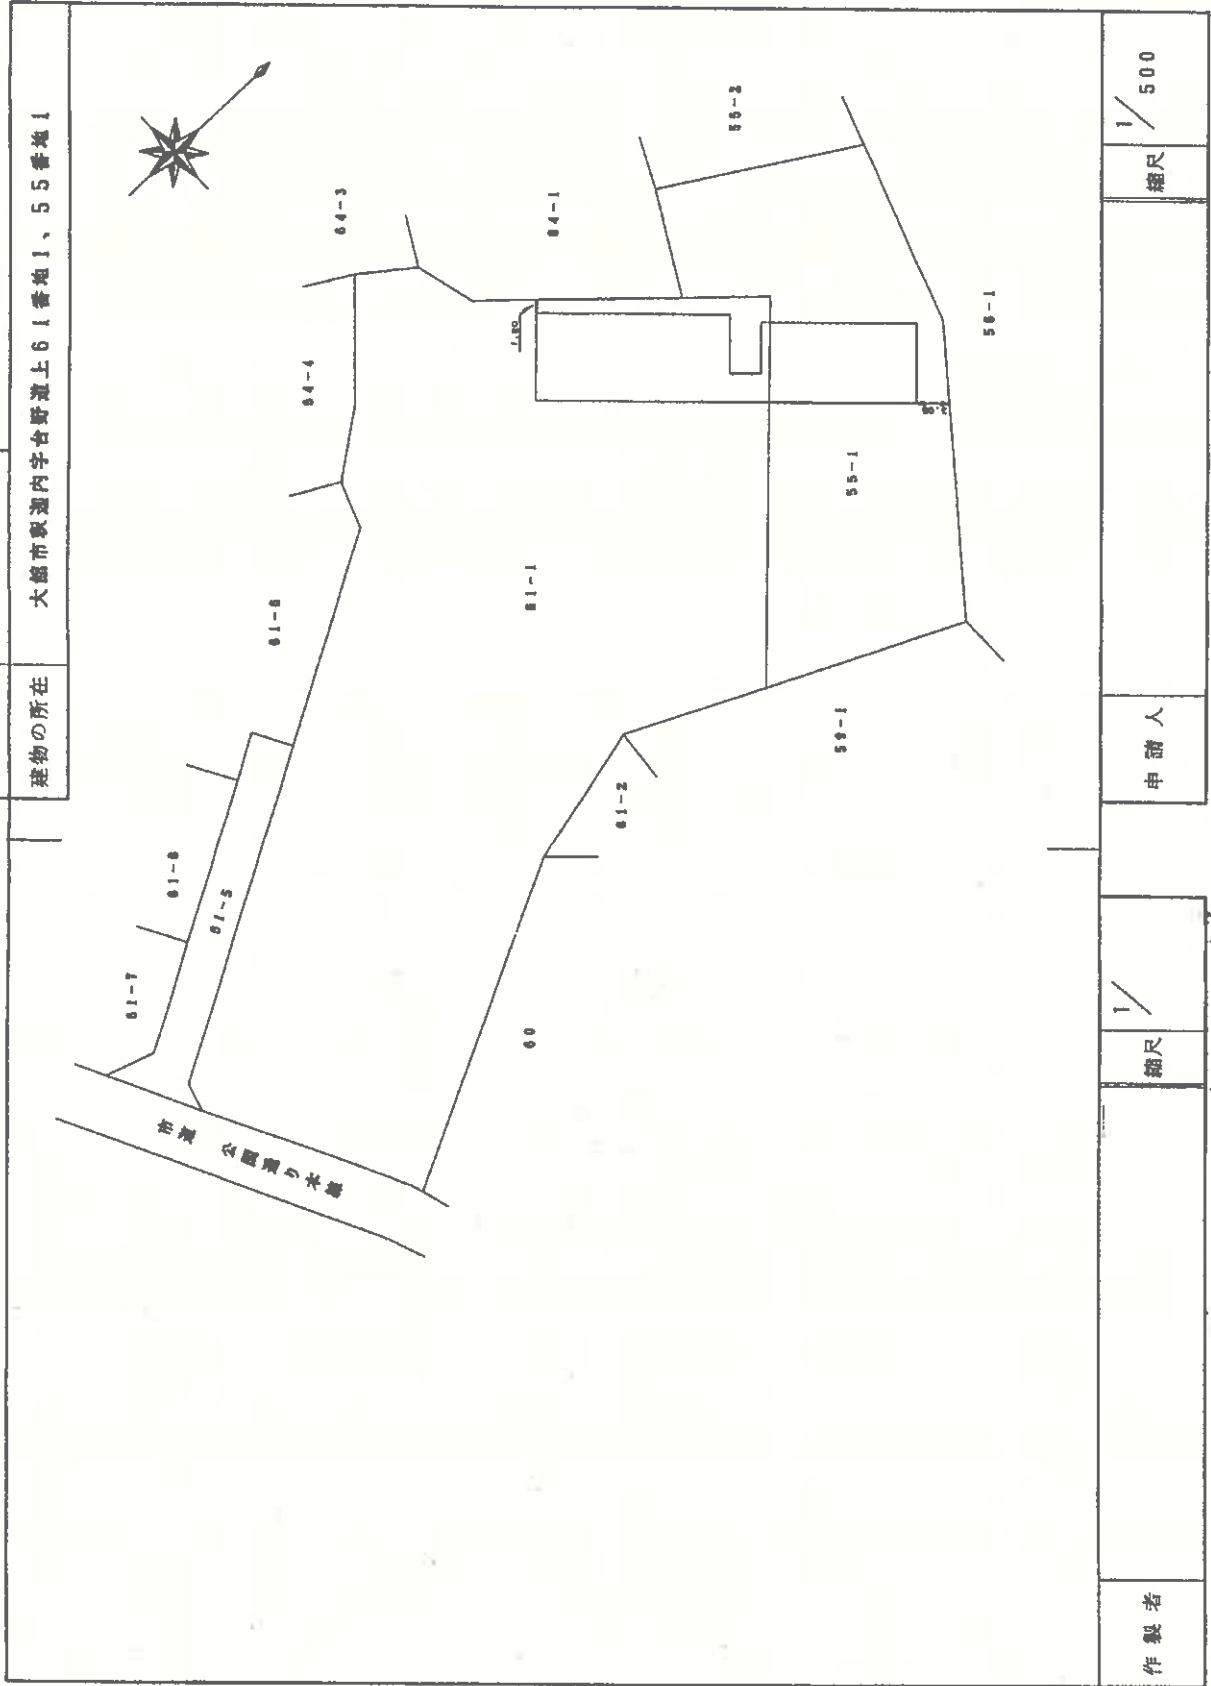 建物の所在
大館市釈迦内字台野道上61番地1、55番地1
64-3
64-1
55-2
64-4
1.80
56-1
61-6
61-1
55-1
61-8
61-5
61-2
59-1
61-7
60
市道 公園通り本線
縮尺 1/500
申請人
縮尺 1/
作製者